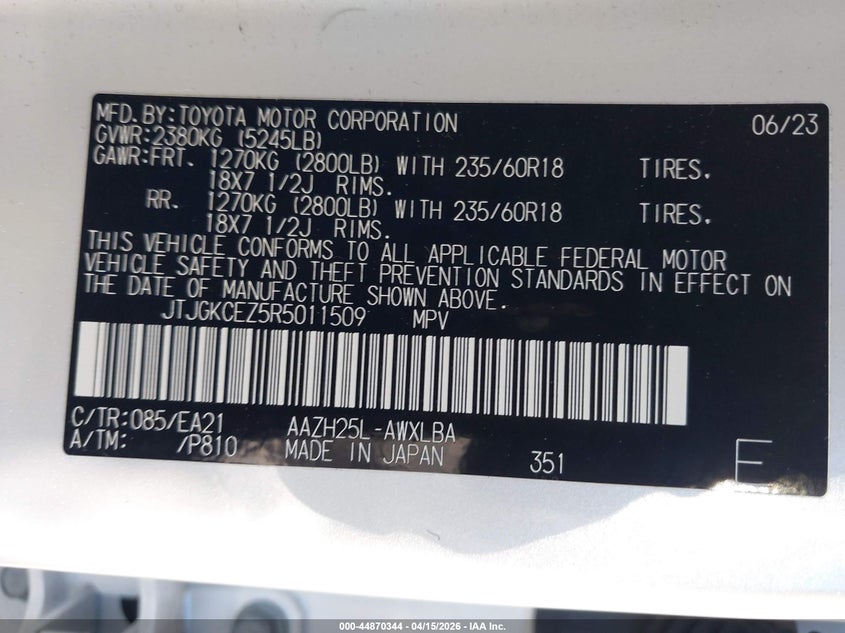 MFD.BY:TOYOTA MOTOR CORPORATION 06/23
GVWR:2380KG (5245LB)
GAWR:FRT. 1270KG (2800LB) WITH 235/60R18 TIRES.
18X7 1/2J RIMS.
RR. 1270KG (2800LB) WITH 235/60R18 TIRES.
18X7 1/2J RIMS.
THIS VEHICLE CONFORMS TO ALL APPLICABLE FEDERAL MOTOR
VEHICLE SAFETY AND THEFT PREVENTION STANDARDS IN EFFECT ON
THE DATE OF MANUFACTURE SHOWN ABOVE.
JTJGKCEZ5R5011509 MPV
C/TR:085/EA21 AAZH25L-AWXLBA
A/TM: /P810 MADE IN JAPAN 351 E
000-44870344 - 04/15/2026 - IAA Inc.